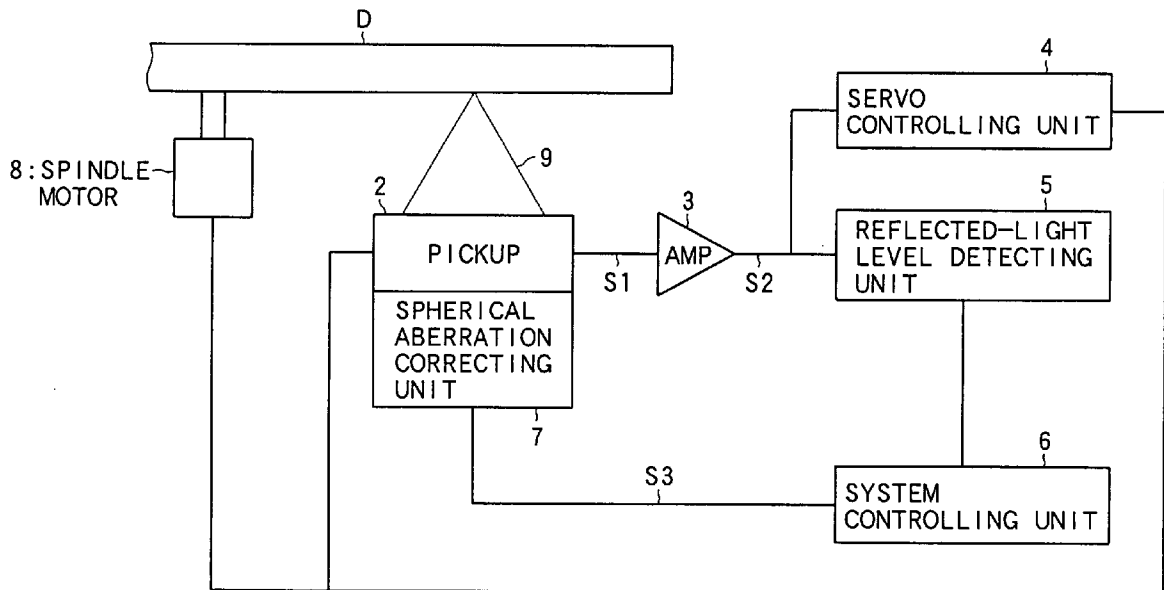 D
4
SERVO
CONTROLLING UNIT
8:SPINDLE
MOTOR
9
2
PICKUP
S1
3
AMP
S2
5
REFLECTED-LIGHT
LEVEL DETECTING
UNIT
SPHERICAL
ABERRATION
CORRECTING
UNIT
7
S3
6
SYSTEM
CONTROLLING UNIT